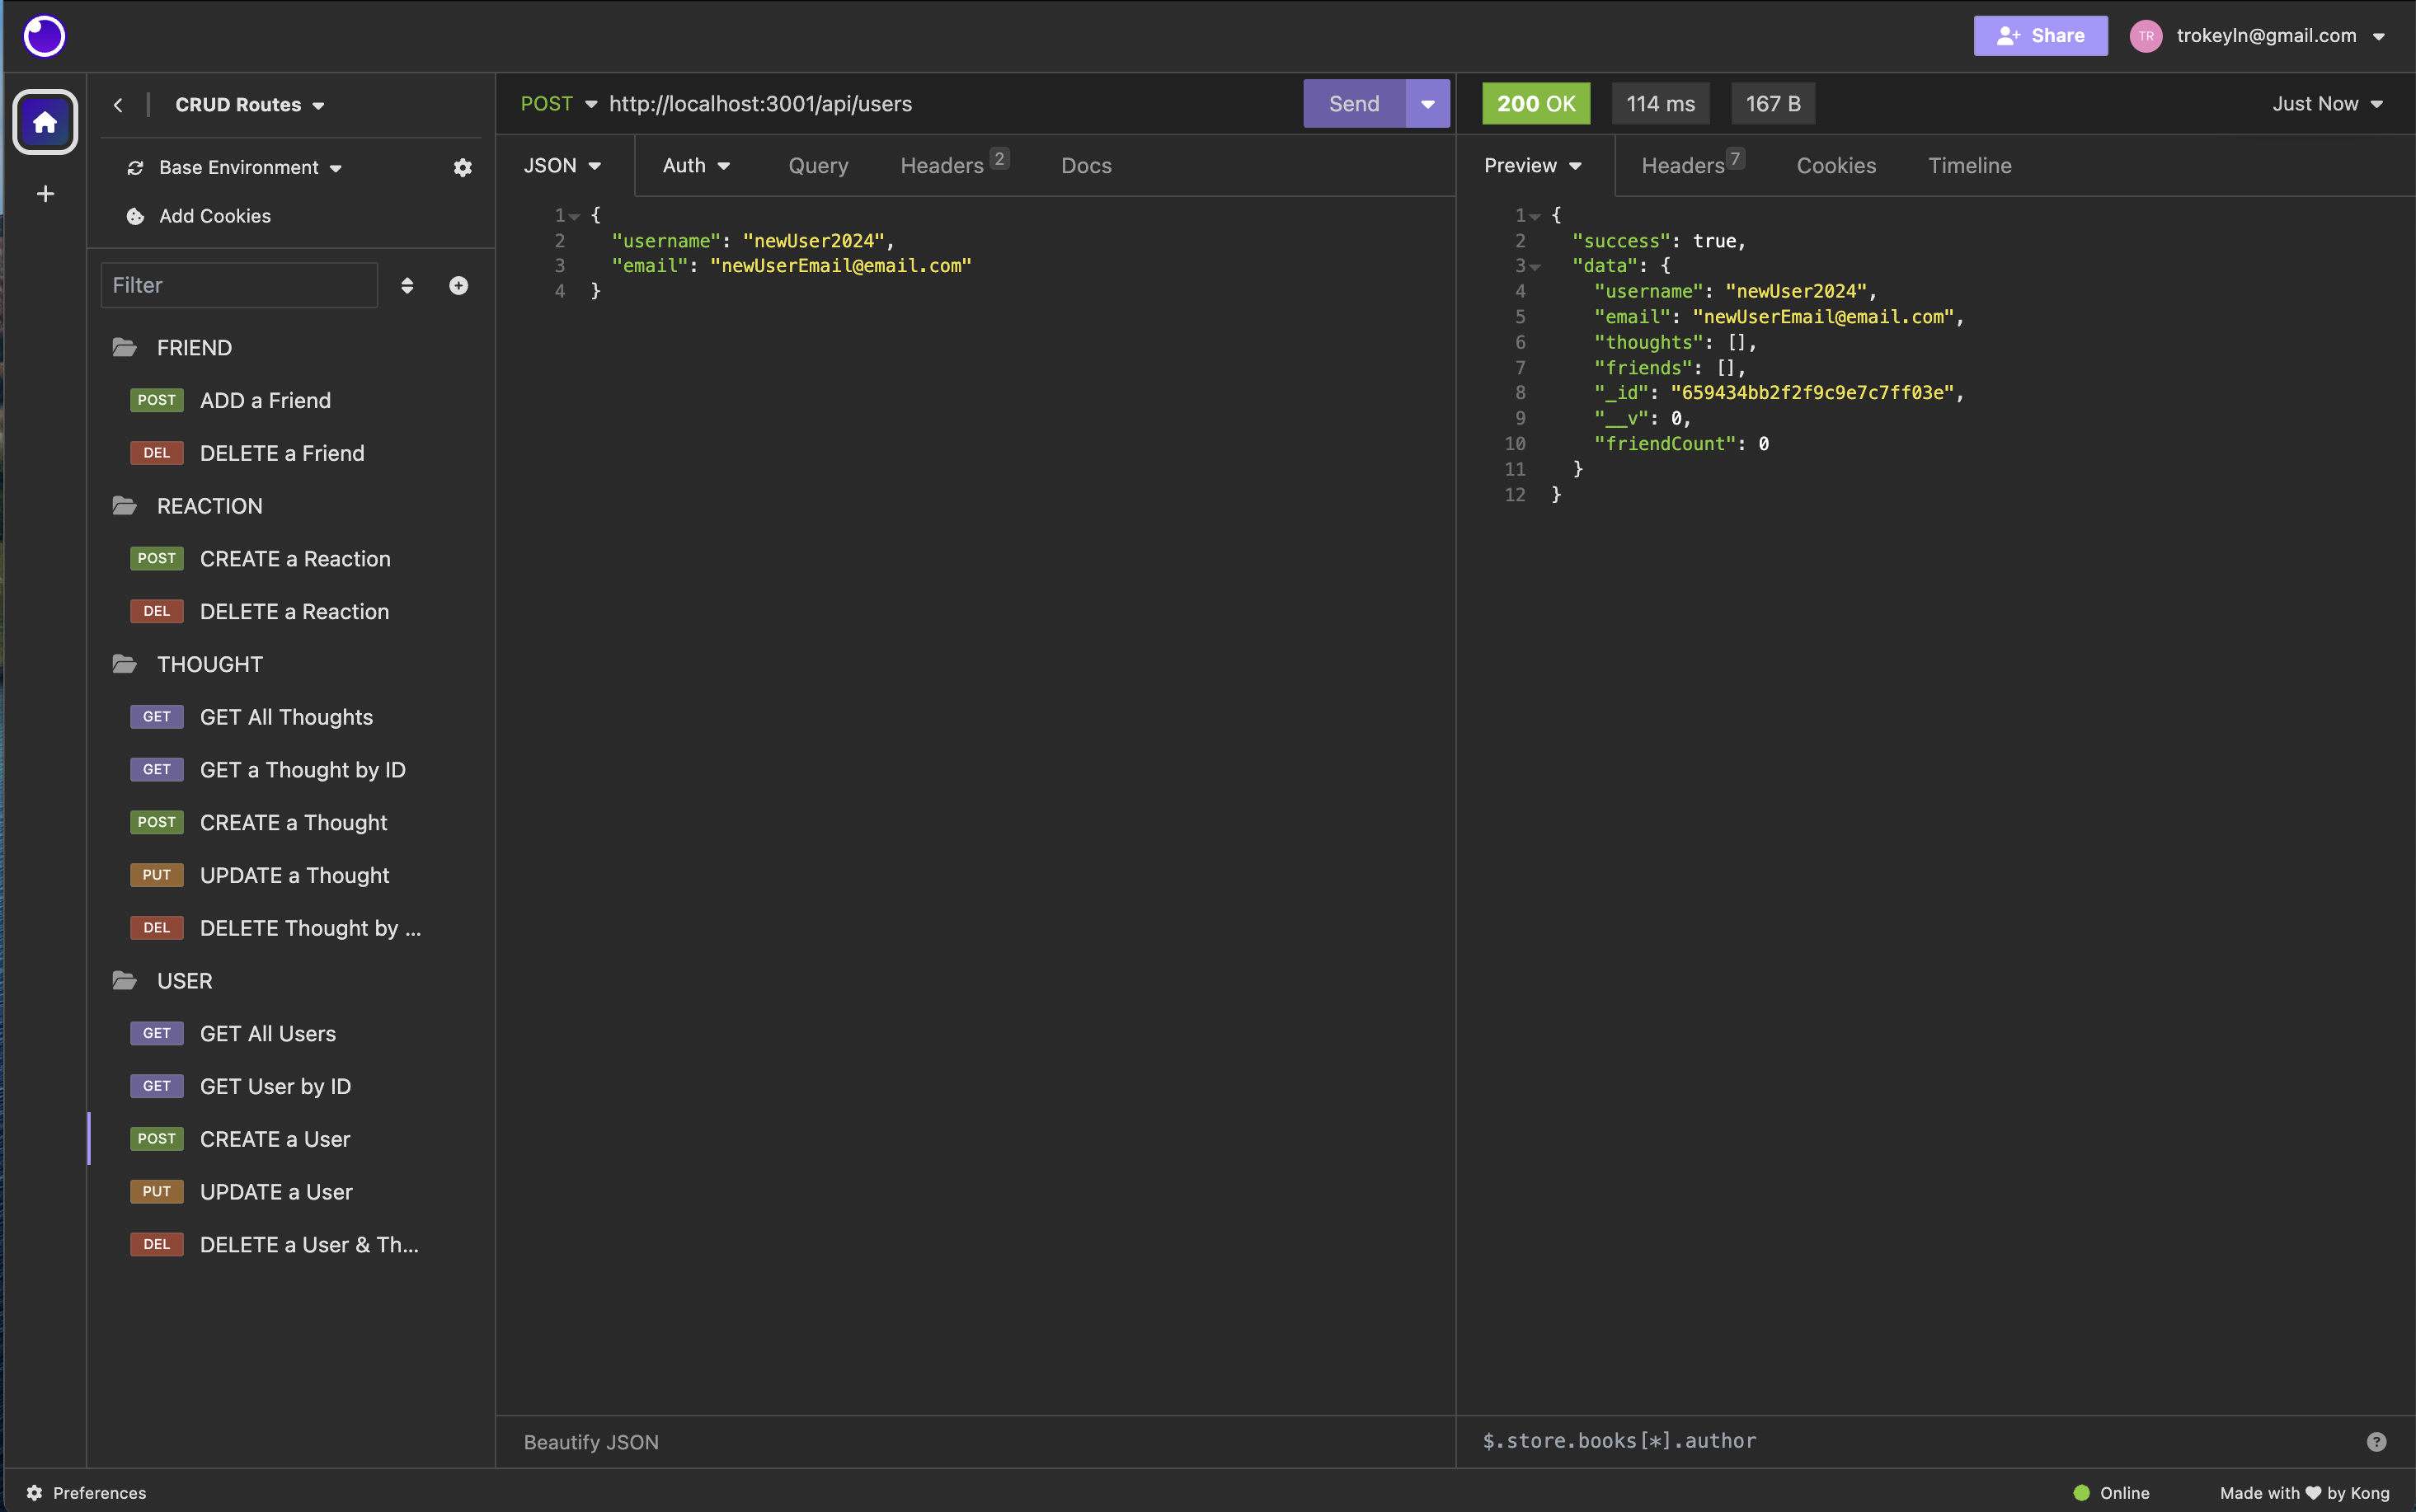 Share
TR
trokeyln@gmail.com
CRUD Routes
Base Environment
Add Cookies
Filter
FRIEND
POST ADD a Friend
DEL DELETE a Friend
REACTION
POST CREATE a Reaction
DEL DELETE a Reaction
THOUGHT
GET GET All Thoughts
GET GET a Thought by ID
POST CREATE a Thought
PUT UPDATE a Thought
DEL DELETE Thought by ...
USER
GET GET All Users
GET GET User by ID
POST CREATE a User
PUT UPDATE a User
DEL DELETE a User & Th...
POST http://localhost:3001/api/users
Send
JSON Auth Query Headers 2 Docs
1 {
2 "username": "newUser2024",
3 "email": "newUserEmail@email.com"
4 }
Beautify JSON
200 OK 114 ms 167 B Just Now
Preview Headers 7 Cookies Timeline
1 {
2 "success": true,
3 "data": {
4 "username": "newUser2024",
5 "email": "newUserEmail@email.com",
6 "thoughts": [],
7 "friends": [],
8 "_id": "659434bb2f2f9c9e7c7ff03e",
9 "__v": 0,
10 "friendCount": 0
11 }
12 }
$.store.books[*].author
?
Preferences
Online
Made with ♥ by Kong